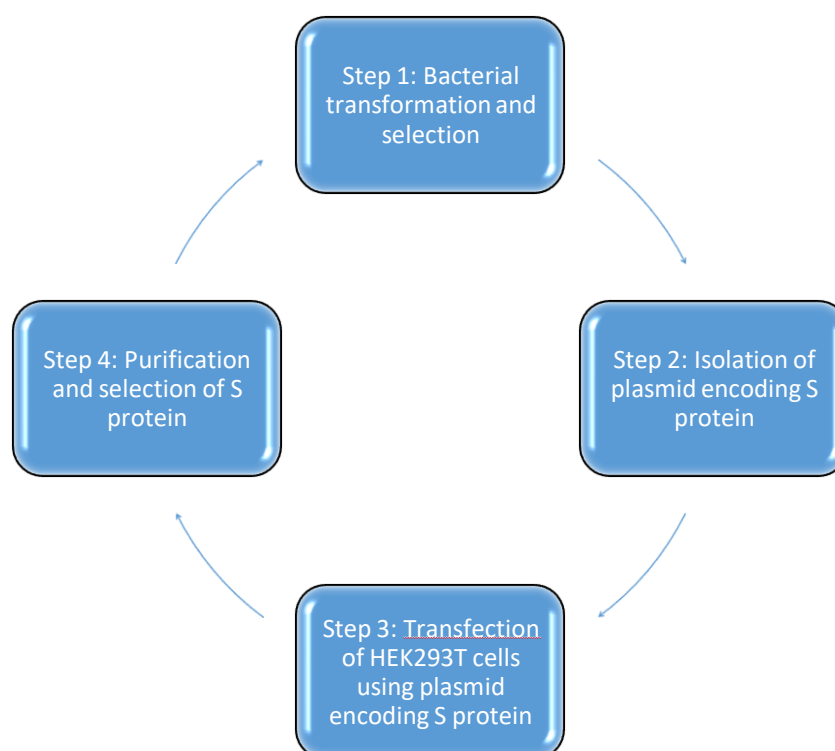 Step 1: Bacterial
transformation and
selection
Step 2: Isolation of
plasmid encoding S
protein
Step 3: Transfection
of HEK293T cells
using plasmid
encoding S protein
Step 4: Purification
and selection of S
protein